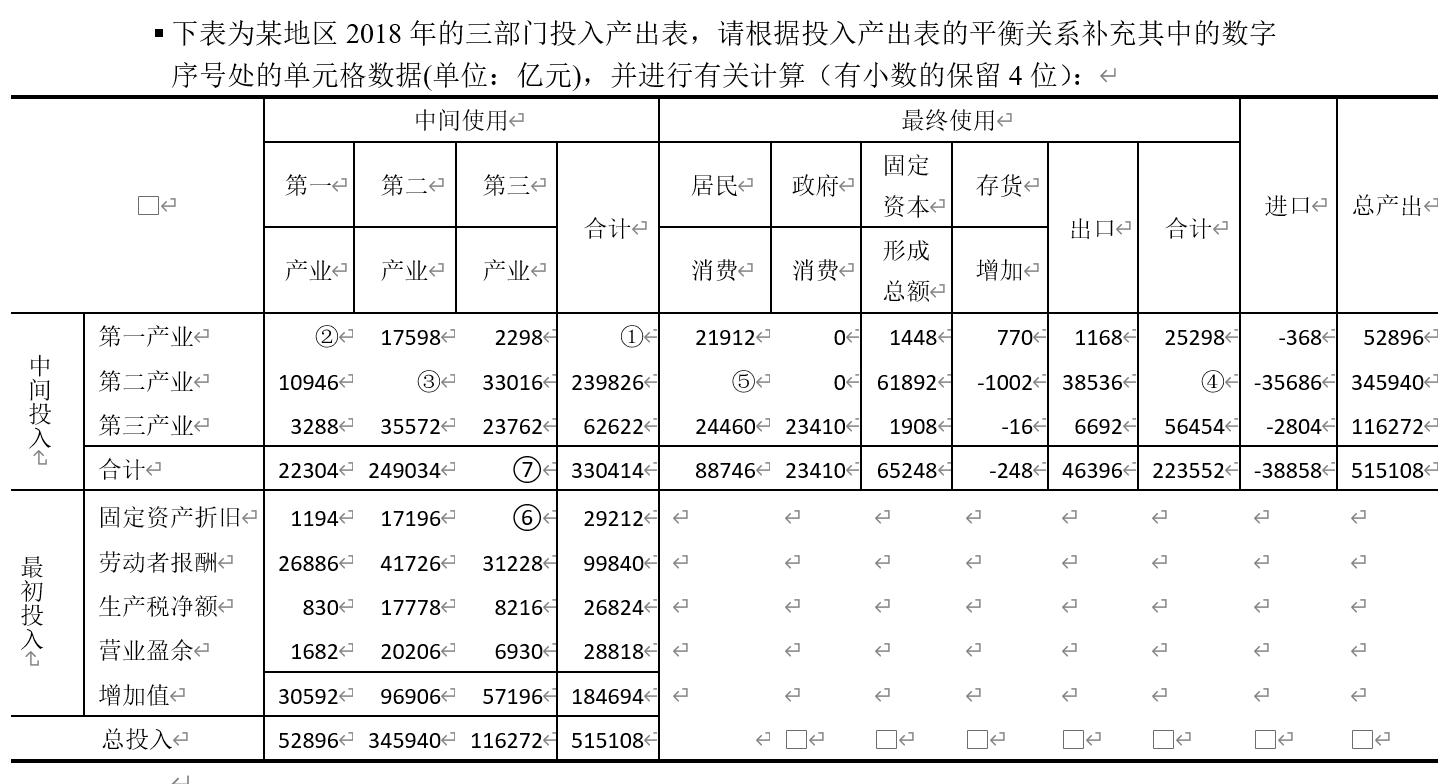 ▪ 下表为某地区 2018 年的三部门投入产出表，请根据投入产出表的平衡关系补充其中的数字
序号处的单元格数据(单位：亿元)，并进行有关计算（有小数的保留 4 位）：
中间使用 最终使用
第一 第二 第三 合计 居民 政府 固定资本 存货 出口 合计 进口 总产出
产业 产业 产业 消费 消费 形成总额 增加
中间投入
第一产业 ② 17598 2298 ① 21912 0 1448 770 1168 25298 -368 52896
第二产业 10946 ③ 33016 239826 ⑤ 0 61892 -1002 38536 ④ -35686 345940
第三产业 3288 35572 23762 62622 24460 23410 1908 -16 6692 56454 -2804 116272
合计 22304 249034 ⑦ 330414 88746 23410 65248 -248 46396 223552 -38858 515108
最初投入
固定资产折旧 1194 17196 ⑥ 29212
劳动者报酬 26886 41726 31228 99840
生产税净额 830 17778 8216 26824
营业盈余 1682 20206 6930 28818
增加值 30592 96906 57196 184694
总投入 52896 345940 116272 515108